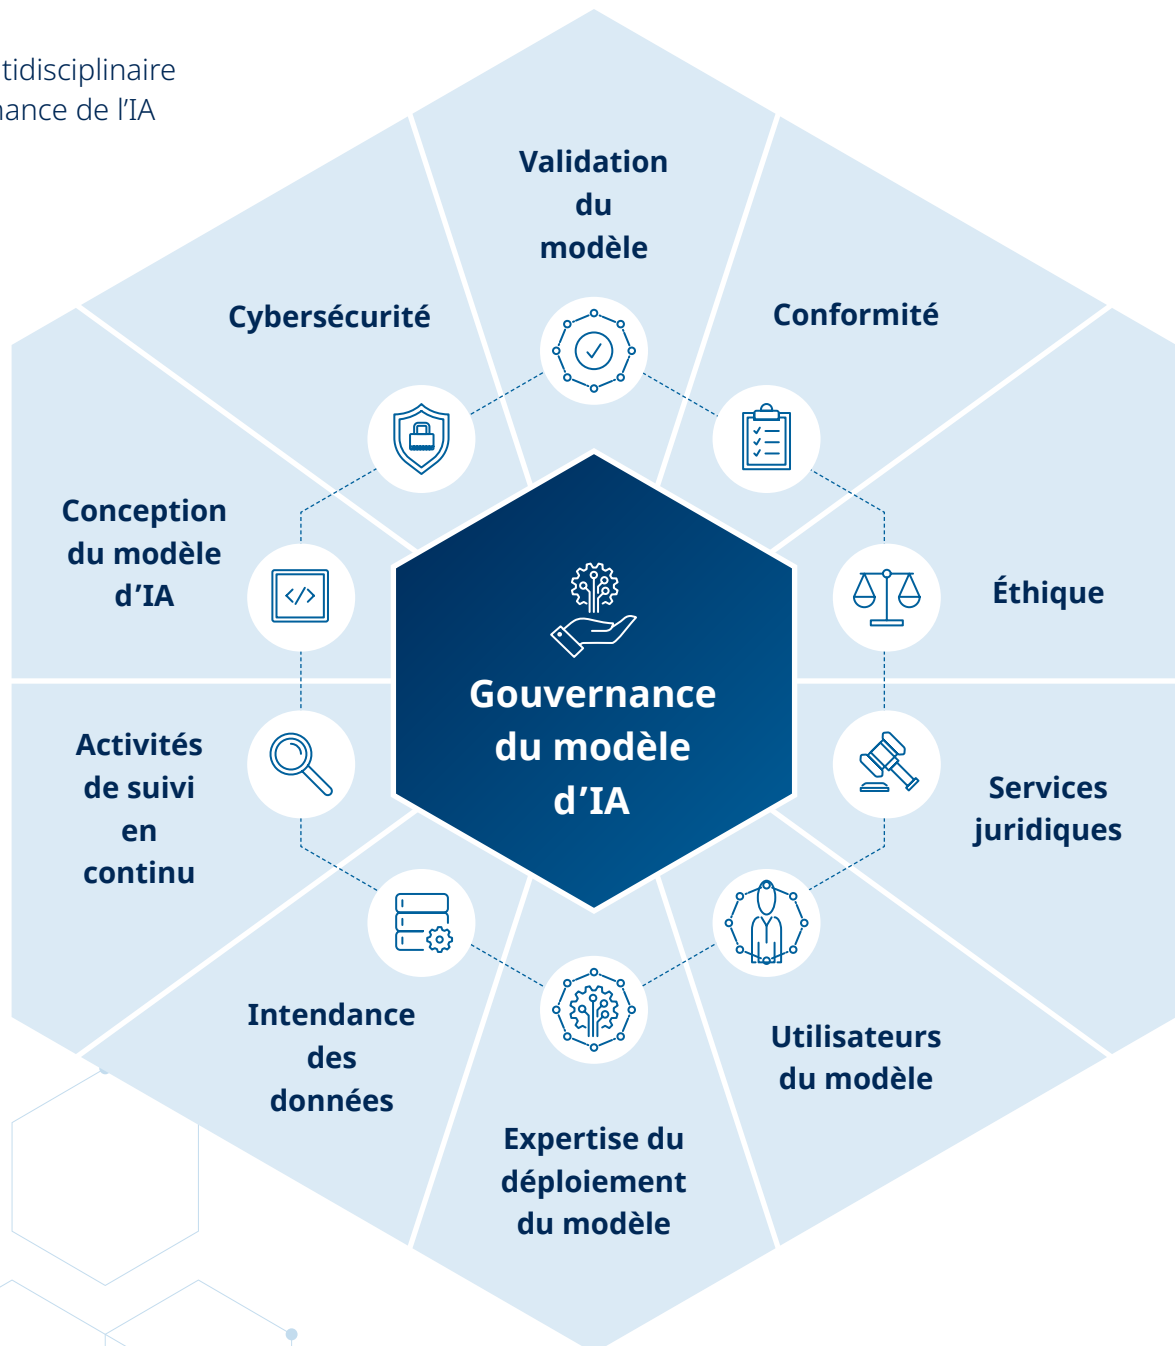 tidisciplinaire
ance de l’IA
Validation
du
modèle
Cybersécurité
Conformité
Conception
du modèle
d’IA
Éthique
Gouvernance
du modèle
d’IA
Activités
de suivi
en
continu
Services
juridiques
Intendance
des
données
Utilisateurs
du modèle
Expertise du
déploiement
du modèle